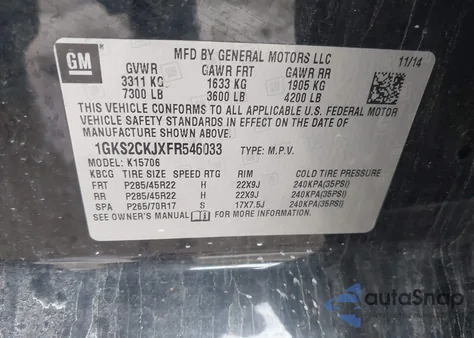 GM
MFD BY GENERAL MOTORS LLC
11/14
GVWR GAWR FRT GAWR RR
3311 KG 1633 KG 1905 KG
7300 LB 3600 LB 4200 LB
THIS VEHICLE CONFORMS TO ALL APPLICABLE U.S. FEDERAL MOTOR
VEHICLE SAFETY STANDARDS IN EFFECT ON THE DATE OF
MANUFACTURE SHOWN ABOVE.
1GKS2CKJXFR546033 TYPE: M.P.V.
MODEL: K15706
KBCG TIRE SIZE SPEED RTG RIM COLD TIRE PRESSURE
FRT P285/45R22 H 22X9J 240KPA(35PSI)
RR P285/45R22 H 22X9J 240KPA(35PSI)
SPA P265/70R17 S 17X7.5J 240KPA(35PSI)
SEE OWNER'S MANUAL FOR MORE INFORMATION.
autaSnap